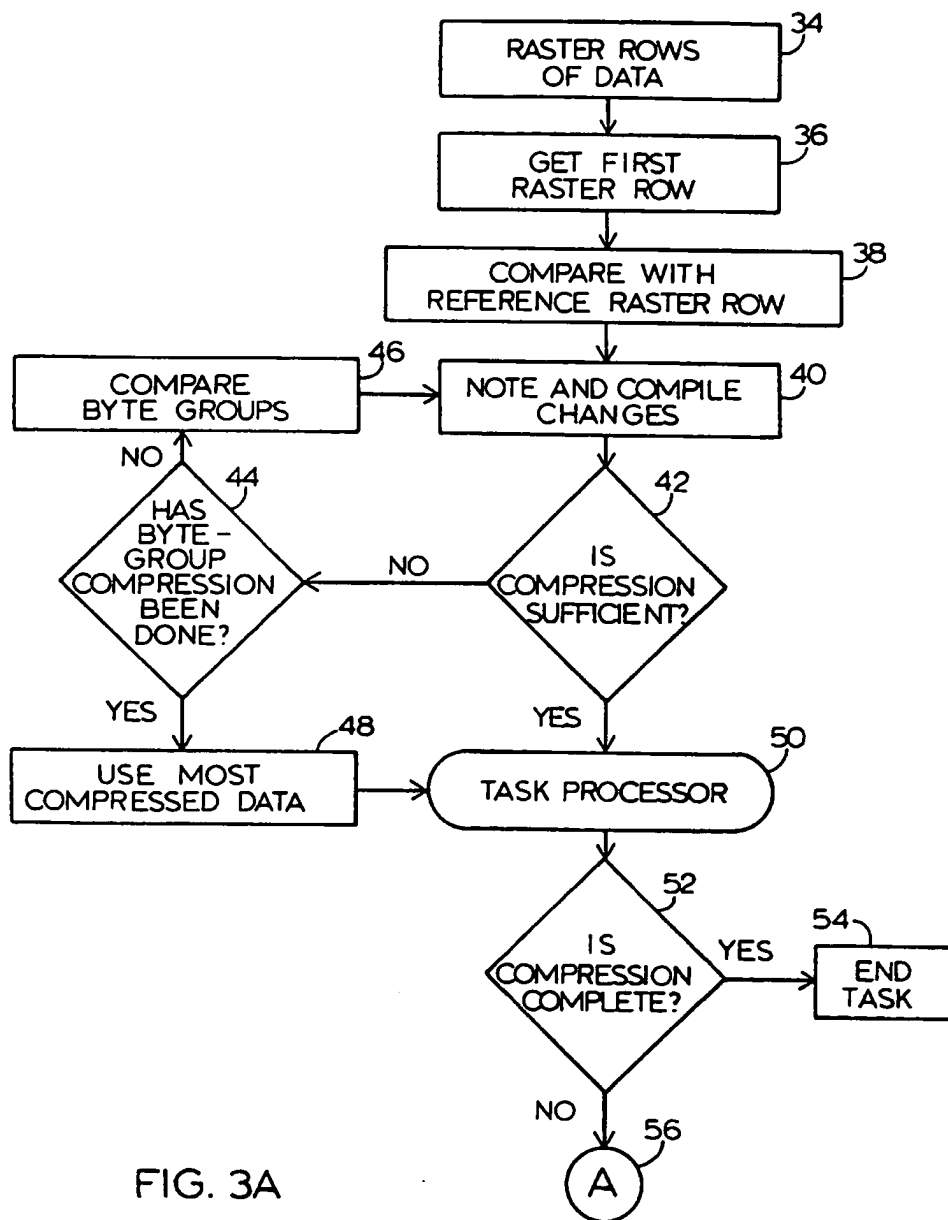 34
RASTER ROWS
OF DATA
36
GET FIRST
RASTER ROW
38
COMPARE WITH
REFERENCE RASTER ROW
46
COMPARE
BYTE GROUPS
40
NOTE AND COMPILE
CHANGES
NO
44
HAS
BYTE-
GROUP
COMPRESSION
BEEN
DONE?
NO
42
IS
COMPRESSION
SUFFICIENT?
YES
48
USE MOST
COMPRESSED DATA
YES
50
TASK PROCESSOR
52
IS
COMPRESSION
COMPLETE?
YES
54
END
TASK
NO
56
A
FIG. 3A